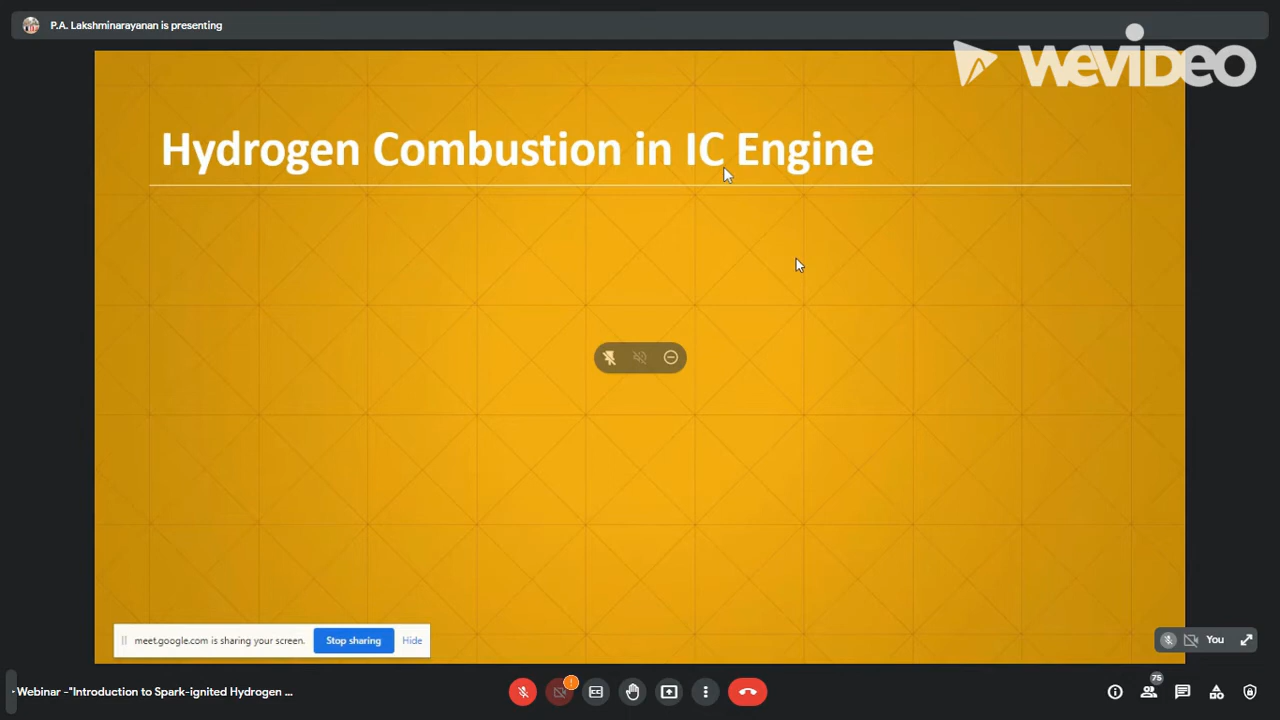 P.A. Lakshminarayanan is presenting
WEVIDEO
Hydrogen Combustion in IC Engine
meet.google.com is sharing your screen.
Stop sharing
Hide
You
75
Webinar -"Introduction to Spark-ignited Hydrogen ...